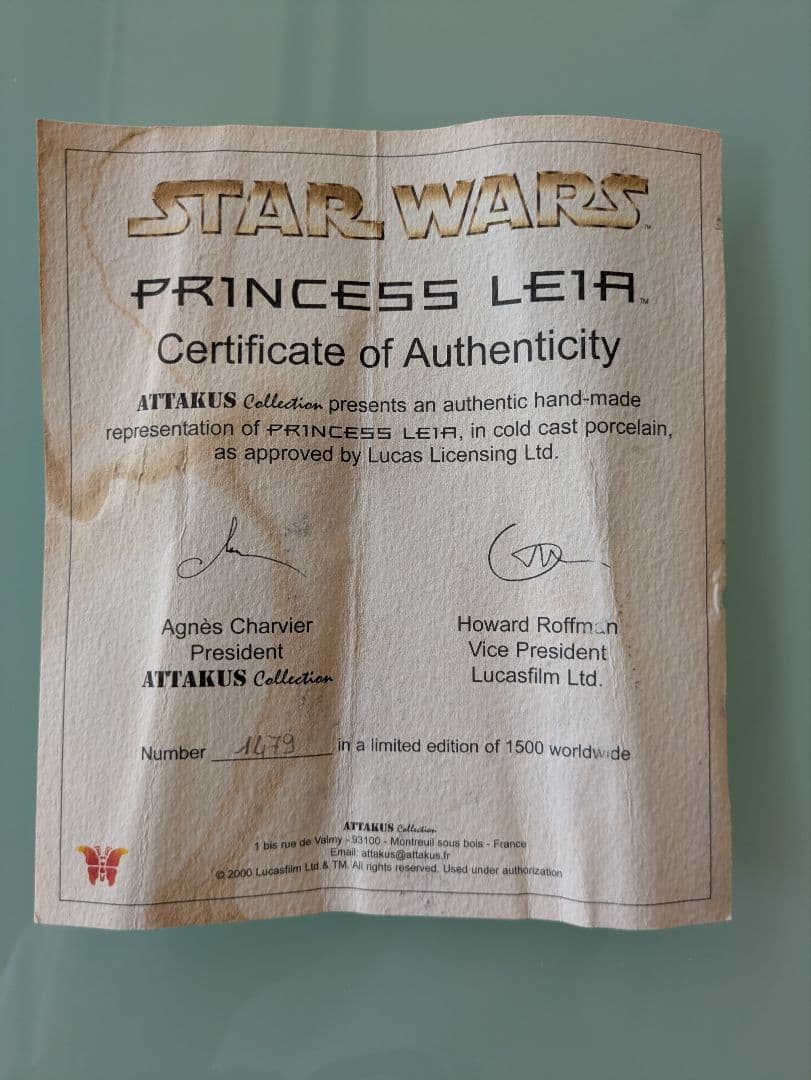 STAR WARS™
PRINCESS LEIA™
Certificate of Authenticity
ATTAKUS Collection presents an authentic hand-made
representation of PRINCESS LEIA, in cold cast porcelain,
as approved by Lucas Licensing Ltd.
Agnès Charvier
President
ATTAKUS Collection
Howard Roffman
Vice President
Lucasfilm Ltd.
Number 1479 in a limited edition of 1500 worldwide
ATTAKUS Collection
1 bis rue de Valmy - 93100 - Montreuil sous bois - France
Email: attakus@attakus.fr
© 2000 Lucasfilm Ltd & TM. All rights reserved. Used under authorization